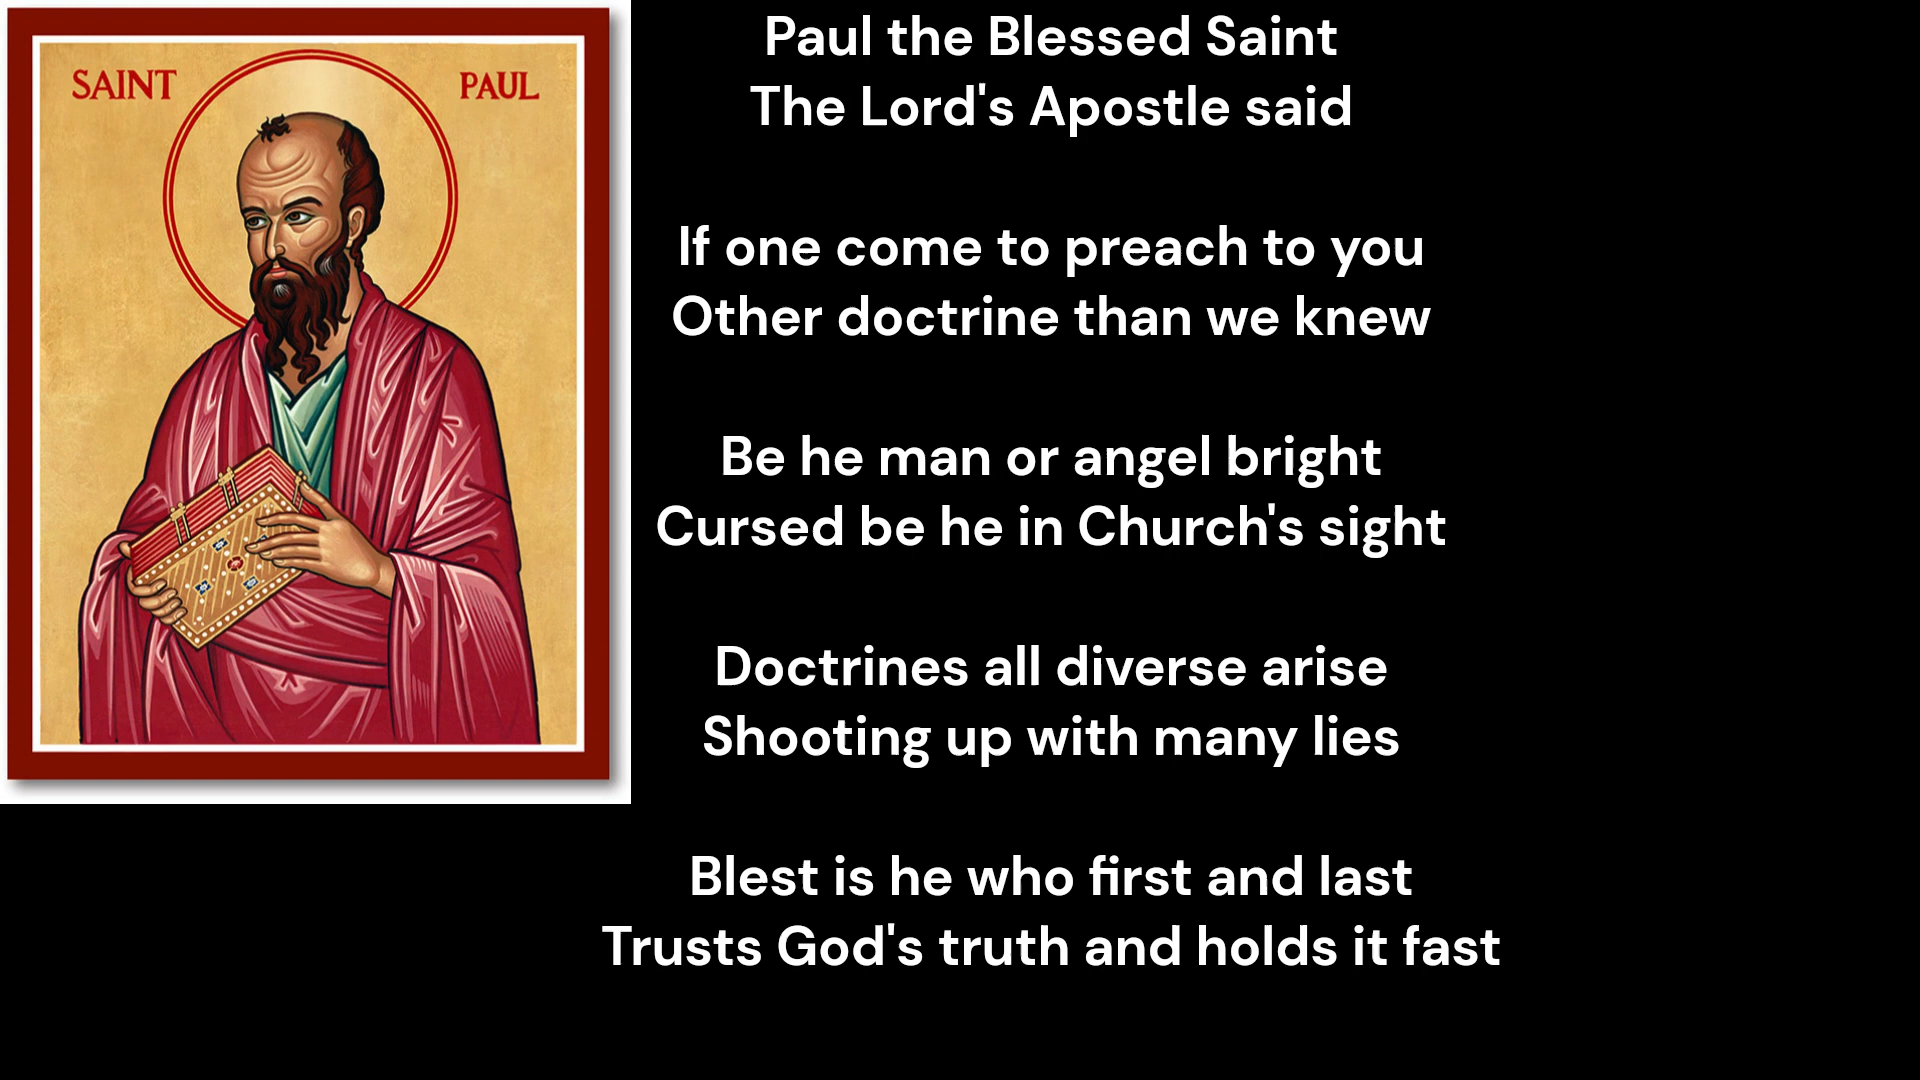 SAINT PAUL
Paul the Blessed Saint
The Lord's Apostle said
If one come to preach to you
Other doctrine than we knew
Be he man or angel bright
Cursed be he in Church's sight
Doctrines all diverse arise
Shooting up with many lies
Blest is he who first and last
Trusts God's truth and holds it fast